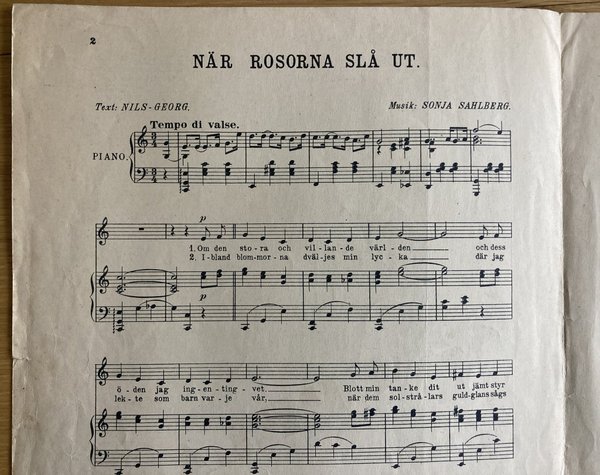 2
NÄR ROSORNA SLÅ UT.
Text: NILS-GEORG.
Musik: SONJA SAHLBERG.
Tempo di valse.
PIANO.
p
1. Om den sto-ra och vil-lan-de värl-den och dess
2. I-bland blom-mor-na dväl-jes min lyc-ka där jag
p
ö-den jag ing-en-ting vet. Blott min tan-ke dit ut jämt styr
lek-te som barn var-je vår, när dem sol-strå-lars guld-glans sågs